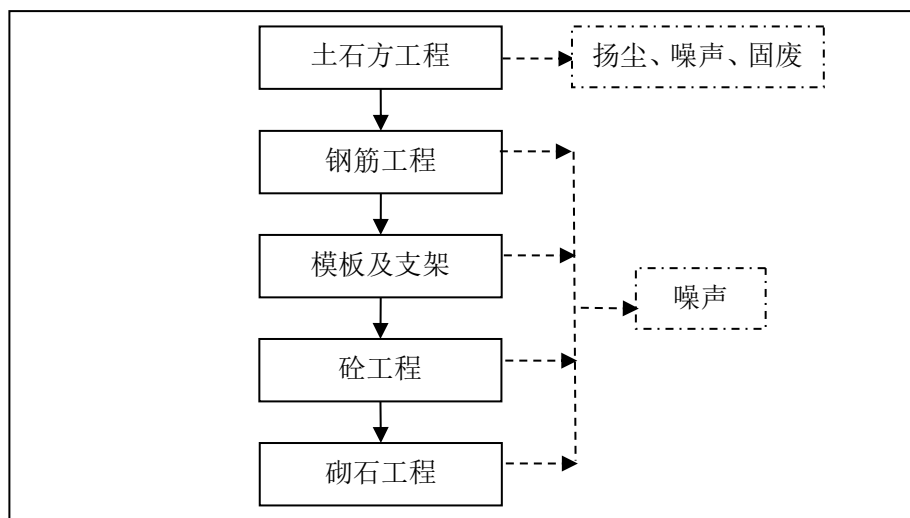 土石方工程
扬尘、噪声、固废
钢筋工程
模板及支架
噪声
砼工程
砌石工程